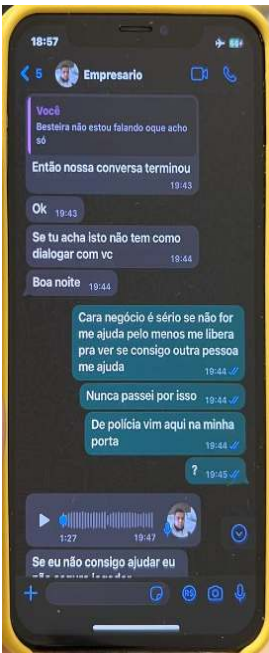 18:57
5 Empresario
Você
Besteira não estou falando oque acho
só
Então nossa conversa terminou
19:43
Ok 19:43
Se tu acha isto não tem como
dialogar com vc 19:44
Boa noite 19:44
Cara negócio é sério se não for
me ajuda pelo menos me libera
pra ver se consigo outra pessoa
me ajuda 19:44
Nunca passei por isso 19:44
De polícia vim aqui na minha
porta 19:44
? 19:45
1:27 19:47
Se eu não consigo ajudar eu
R$